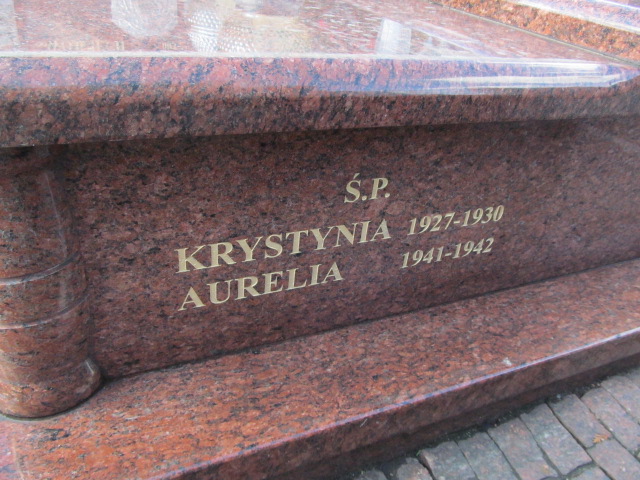 Ś.P.
KRYSTYNIA 1927-1930
AURELIA 1941-1942